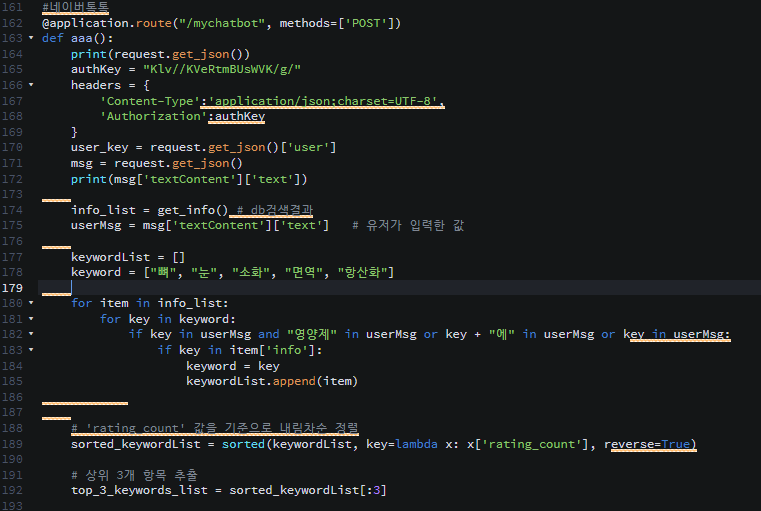 161 #네이버톡톡
162 @application.route("/mychatbot", methods=['POST'])
163 def aaa():
164     print(request.get_json())
165     authKey = "Klv//KVeRtmBUsWVK/g/"
166     headers = {
167         'Content-Type':'application/json;charset=UTF-8',
168         'Authorization':authKey
169     }
170     user_key = request.get_json()['user']
171     msg = request.get_json()
172     print(msg['textContent']['text'])
173
174     info_list = get_info() # db검색결과
175     userMsg = msg['textContent']['text']   # 유저가 입력한 값
176
177     keywordList = []
178     keyword = ["뼈", "눈", "소화", "면역", "항산화"]
179
180     for item in info_list:
181         for key in keyword:
182             if key in userMsg and "영양제" in userMsg or key + "에" in userMsg or key in userMsg:
183                 if key in item['info']:
184                     keyword = key
185                     keywordList.append(item)
186
187
188     # 'rating_count' 값을 기준으로 내림차순 정렬
189     sorted_keywordList = sorted(keywordList, key=lambda x: x['rating_count'], reverse=True)
190
191     # 상위 3개 항목 추출
192     top_3_keywords_list = sorted_keywordList[:3]
193